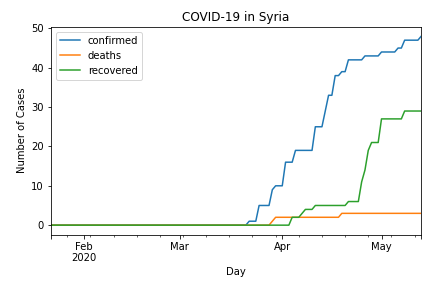 COVID-19 in Syria
confirmed
deaths
recovered
Number of Cases
50
40
30
20
10
0
Feb
2020
Mar
Apr
May
Day